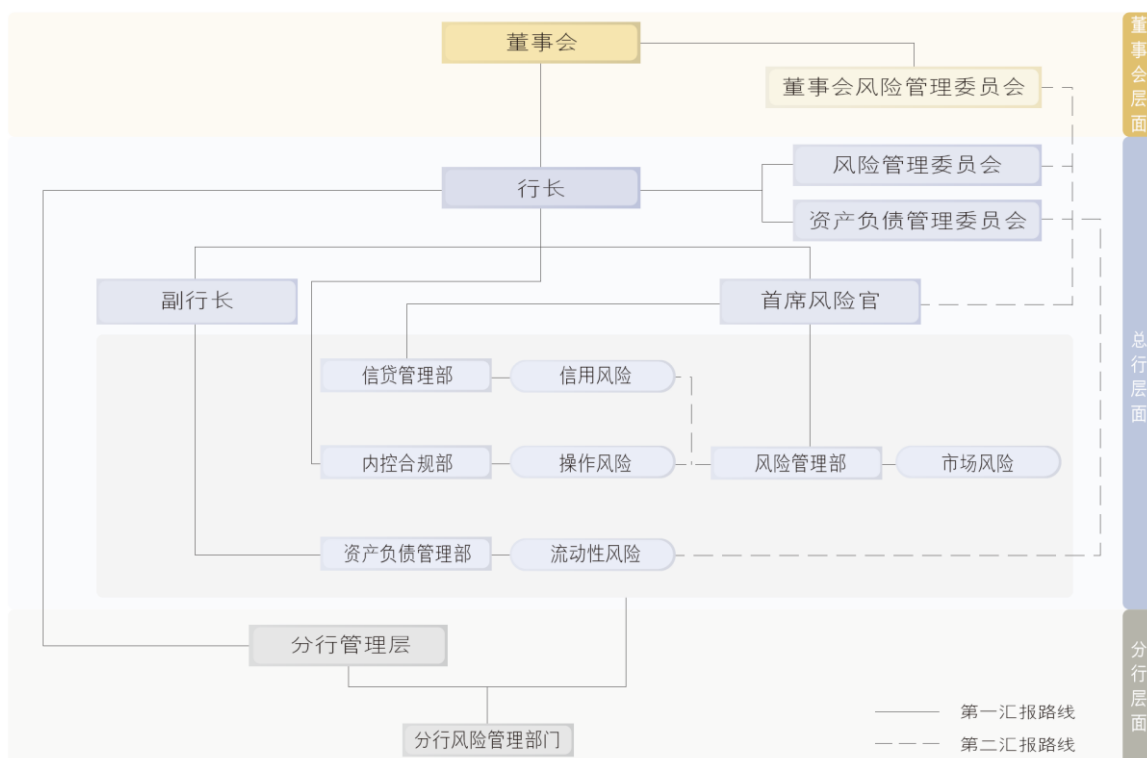 董事会
董事会风险管理委员会
董事会层面
行长
风险管理委员会
资产负债管理委员会
副行长
首席风险官
总行层面
信贷管理部
信用风险
内控合规部
操作风险
风险管理部
市场风险
资产负债管理部
流动性风险
分行管理层
分行层面
分行风险管理部门
第一汇报路线
第二汇报路线